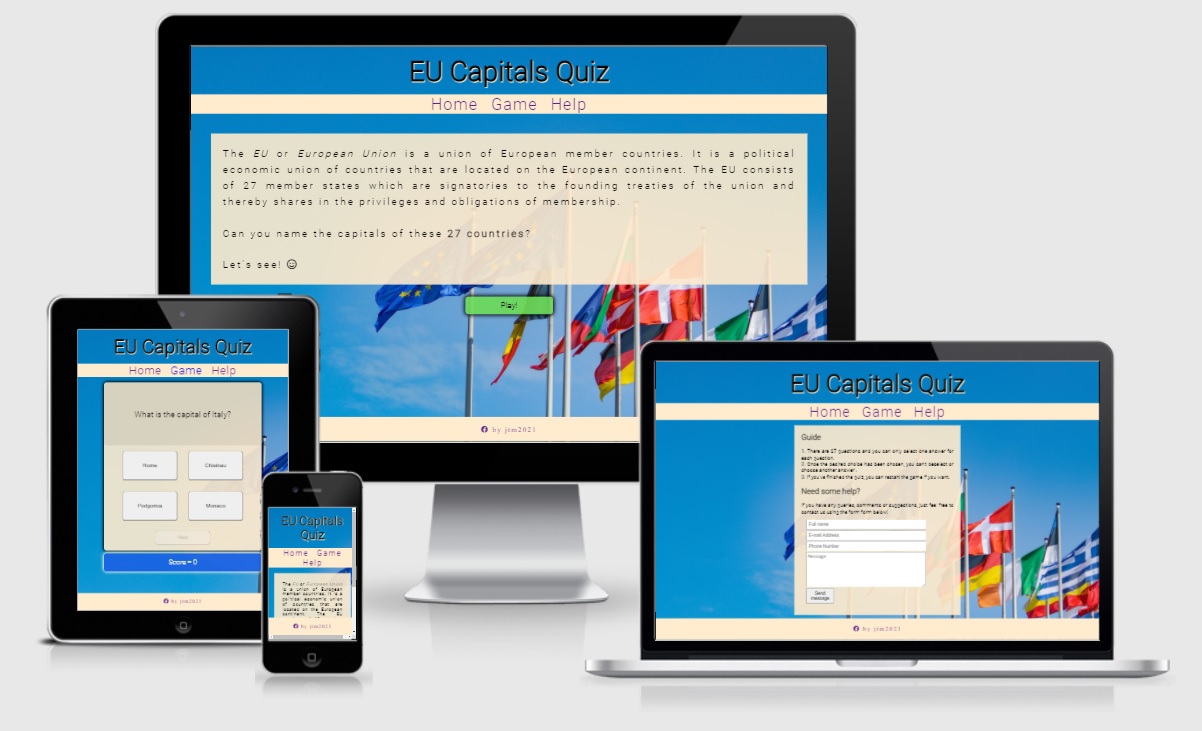 EU Capitals Quiz
Home Game Help
The EU or European Union is a union of European member countries. It is a political
economic union of countries that are located on the European continent. The EU consists
of 27 member states which are signatories to the founding treaties of the union and
thereby shares in the privileges and obligations of membership.
Can you name the capitals of these 27 countries?
Let's see! ☺
Play!
by jim2021
EU Capitals Quiz
Home Game Help
What is the capital of Italy?
Rome Chisinau
Podgorica Monaco
Next
Score = 0
by jim2021
EU Capitals
Quiz
Home Game
Help
The EU or European Union
is a union of European
member countries. It is a
political economic union
of countries that are
located on the European
continent. The EU
by jim2021
EU Capitals Quiz
Home Game Help
Guide
1. There are 27 questions and you can only select one answer for
each question.
2. Once the desired choice has been chosen, you can't deselect or
choose another answer.
3. If you've finished the quiz, you can restart the game if you want.
Need some help?
If you have any queries, comments or suggestions, just feel free to
contact us using the form form below!
Full name
E-mail Address
Phone Number
Message
Send
message
by jim2021